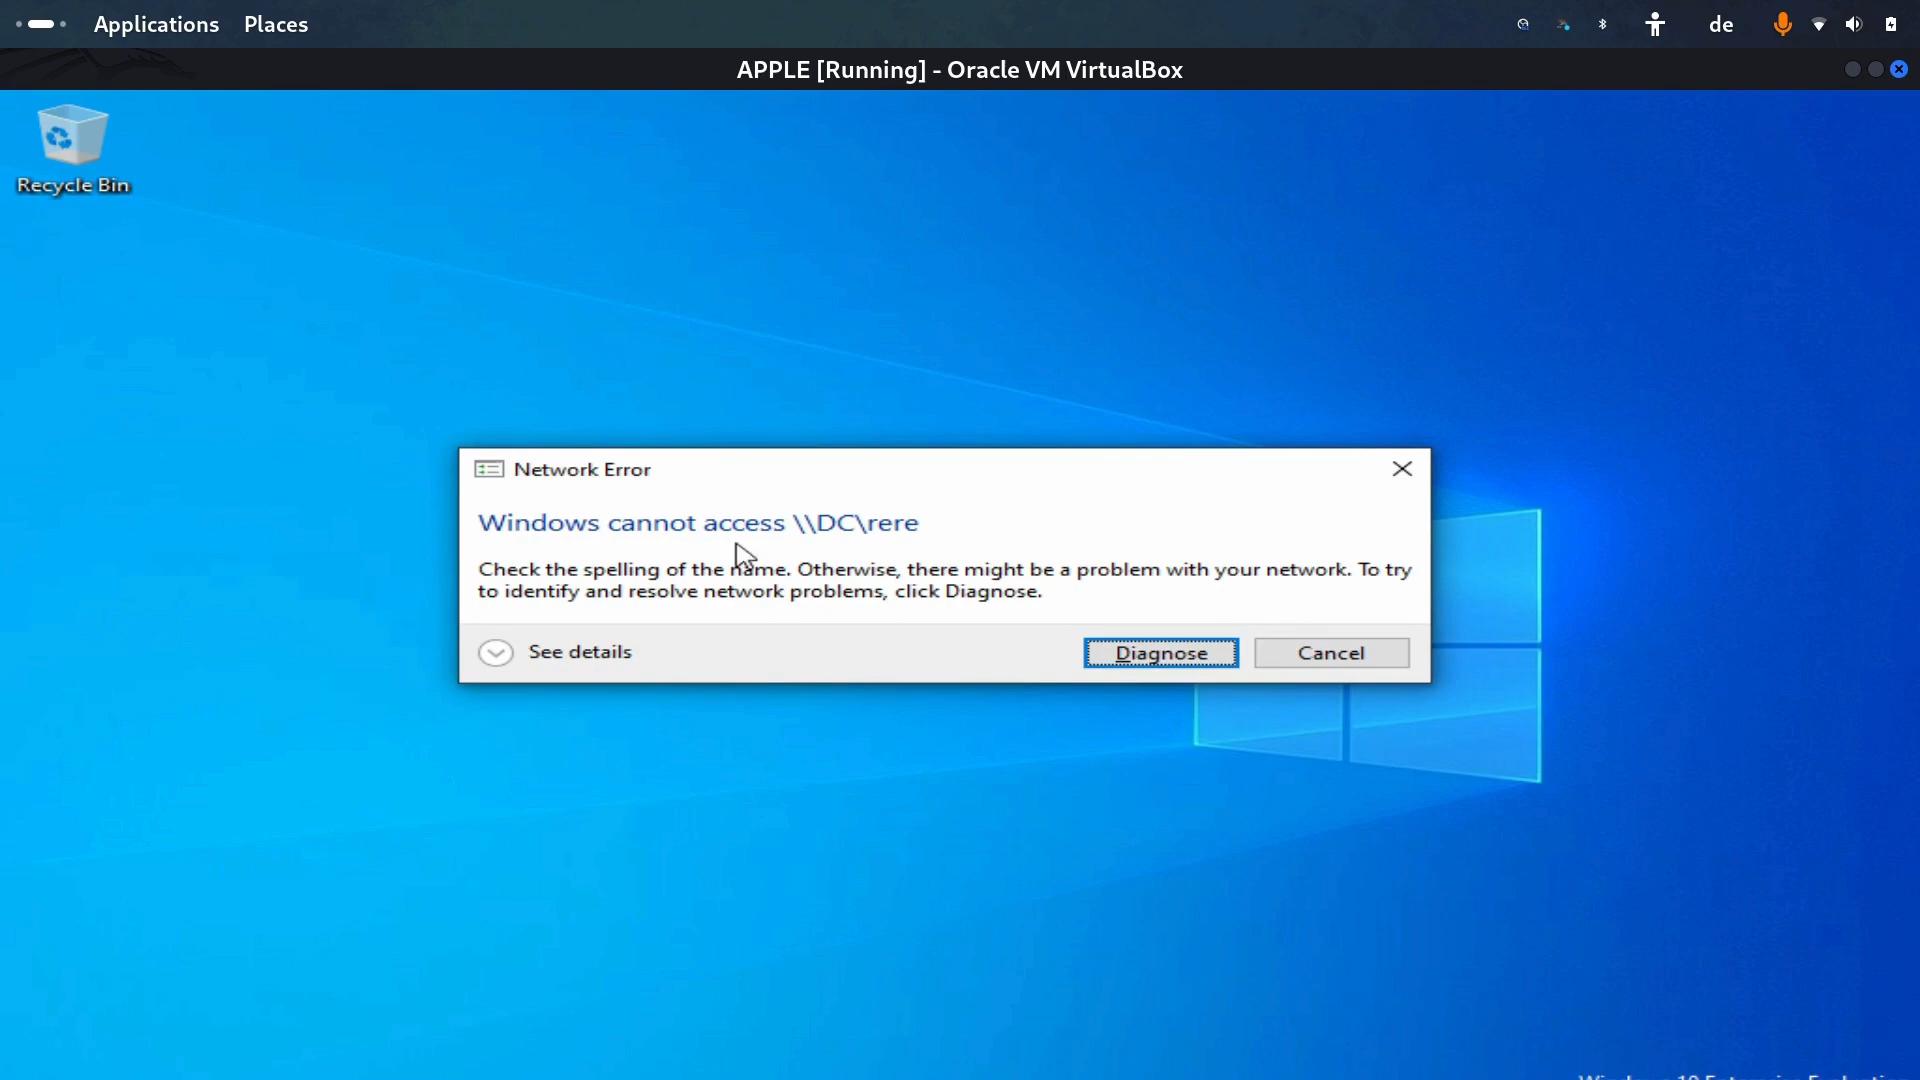 Applications Places de
APPLE [Running] - Oracle VM VirtualBox
Recycle Bin
Network Error
Windows cannot access \\DC\rere
Check the spelling of the name. Otherwise, there might be a problem with your network. To try
to identify and resolve network problems, click Diagnose.
See details Diagnose Cancel